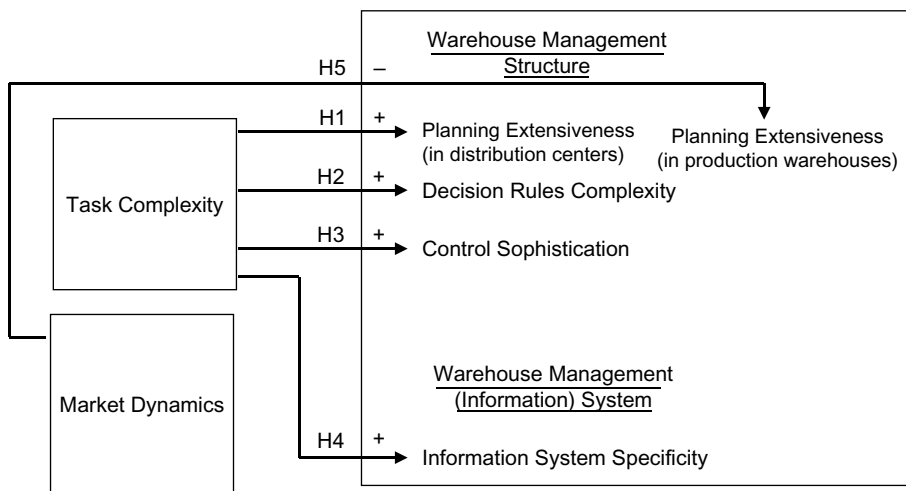 Warehouse Management
Structure
H5 –
H1 +
Planning Extensiveness
(in distribution centers)
Planning Extensiveness
(in production warehouses)
H2 +
Decision Rules Complexity
Task Complexity
H3 +
Control Sophistication
Warehouse Management
(Information) System
Market Dynamics
H4 +
Information System Specificity